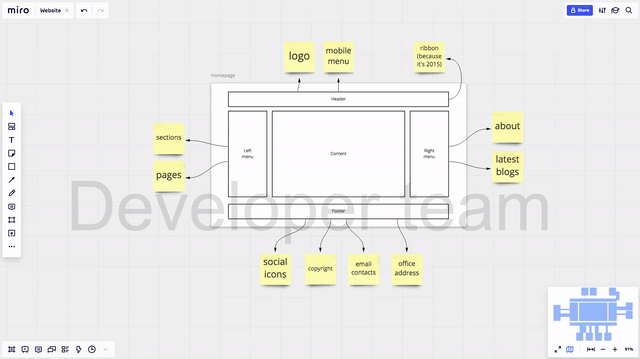 miro
Website
Share
logo
mobile
menu
ribbon
(because
it's 2015)
Homepage
Header
sections
pages
Left
menu
Content
Right
menu
about
latest
blogs
Developer team
Footer
social
icons
copyright
email
contacts
office
address
91%